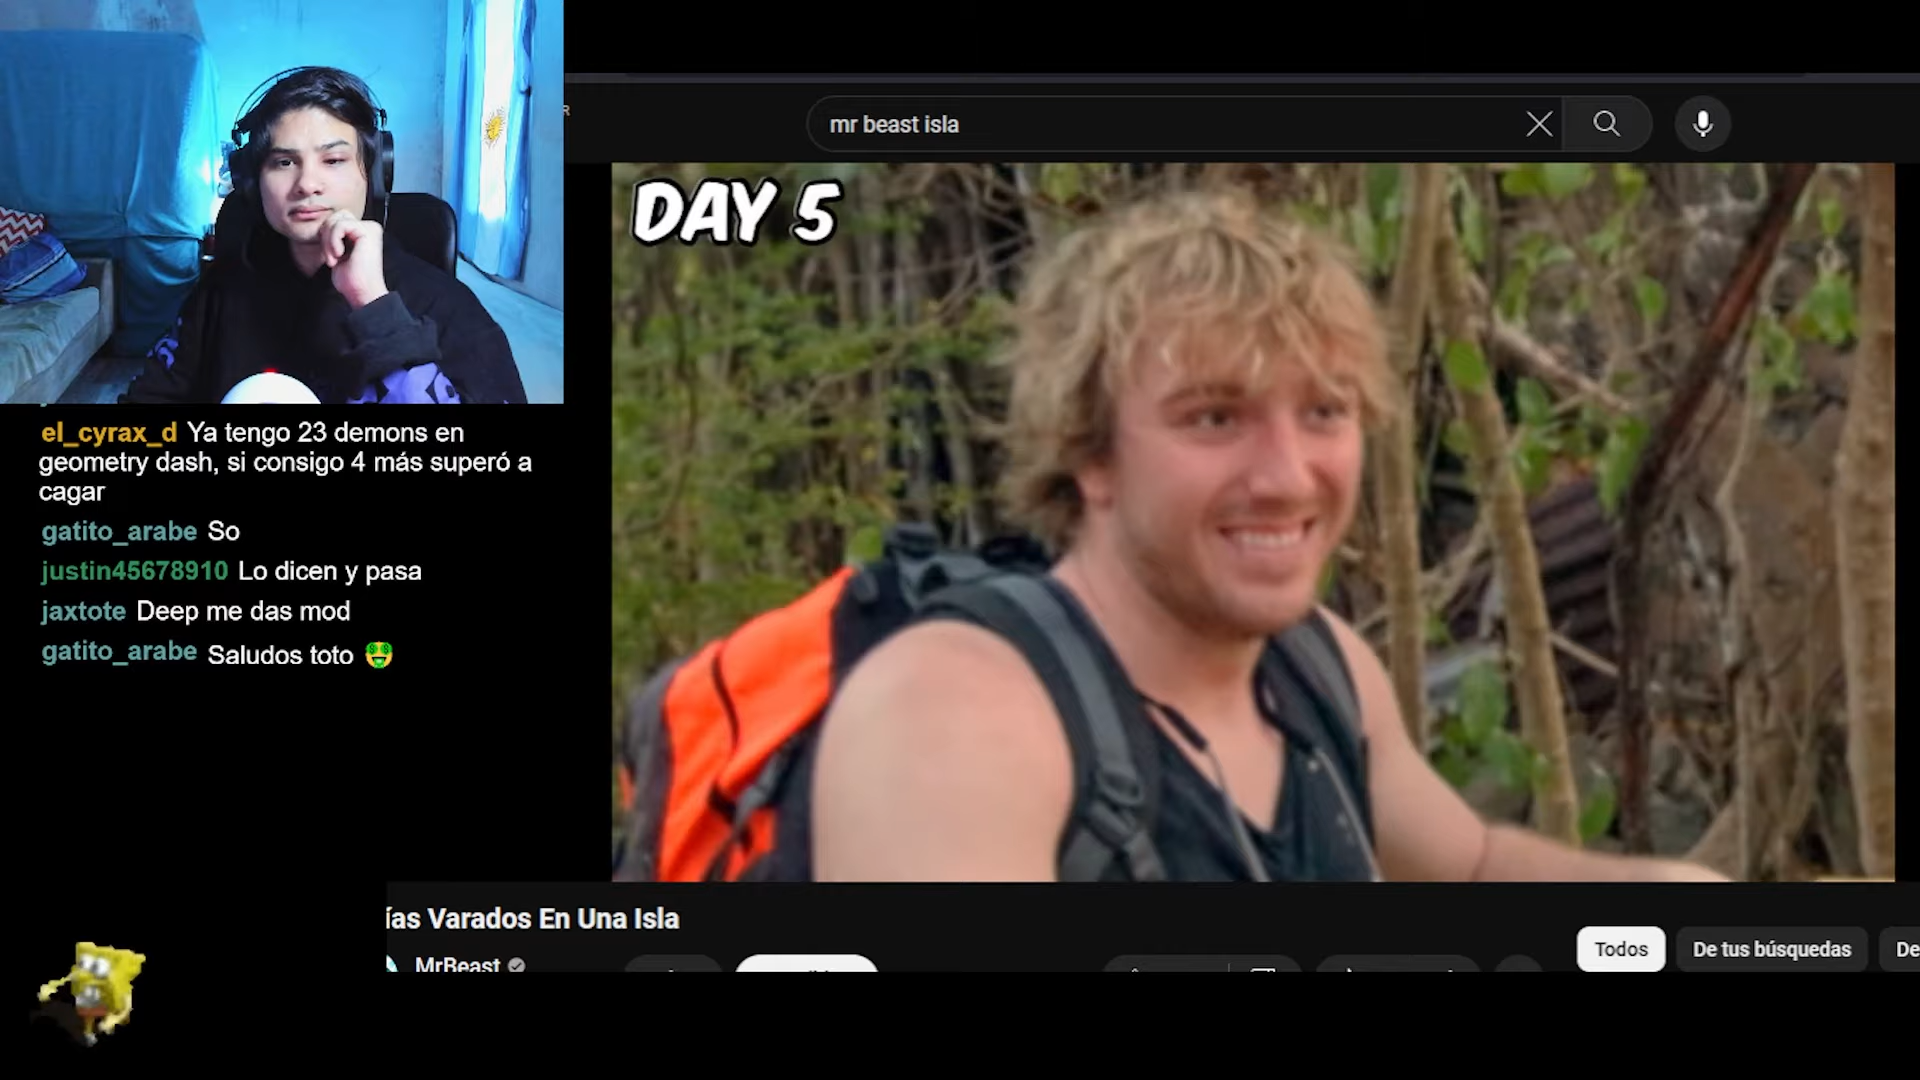 R
mr beast isla
DAY 5
el_cyrax_d Ya tengo 23 demons en
geometry dash, si consigo 4 más superó a
cagar
gatito_arabe So
justin45678910 Lo dicen y pasa
jaxtote Deep me das mod
gatito_arabe Saludos toto 🤑
ías Varados En Una Isla
MrBeast
Todos
De tus búsquedas
De